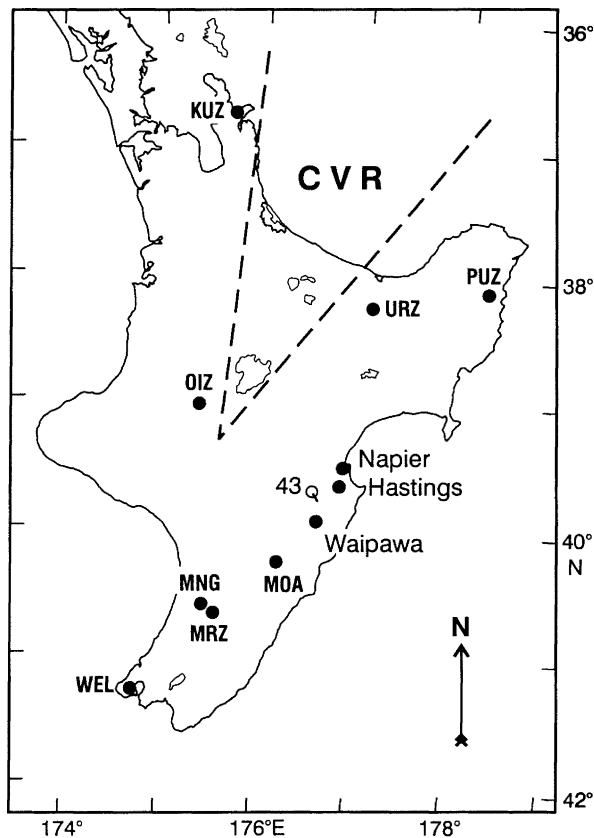 36°
KUZ
CVR
PUZ
38°
URZ
OIZ
Napier
43
Hastings
Waipawa
40°
N
MOA
MNG
MRZ
N
WEL
42°
174°
176°E
178°